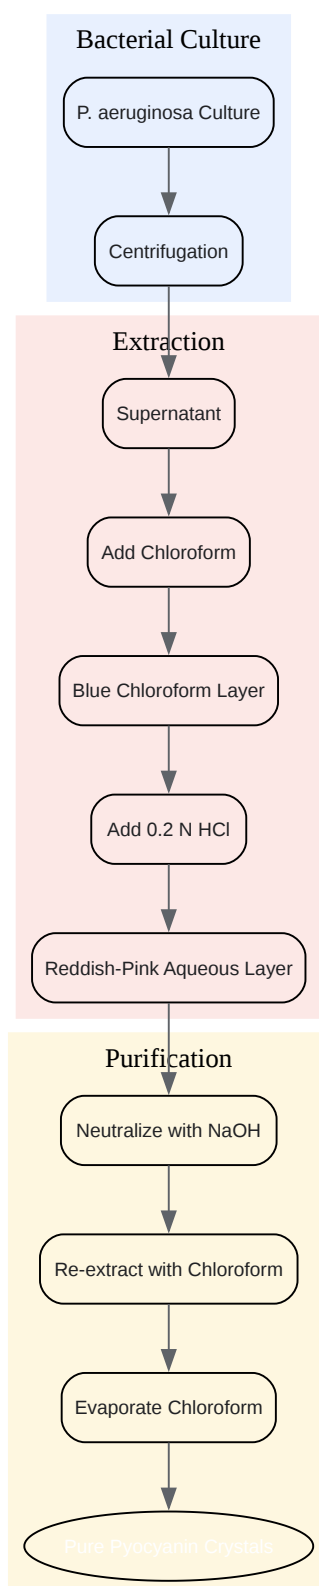 Bacterial Culture
P. aeruginosa Culture
Centrifugation
Extraction
Supernatant
Add Chloroform
Blue Chloroform Layer
Add 0.2 N HCl
Reddish-Pink Aqueous Layer
Purification
Neutralize with NaOH
Re-extract with Chloroform
Evaporate Chloroform
Pure Pyocyanin Crystals